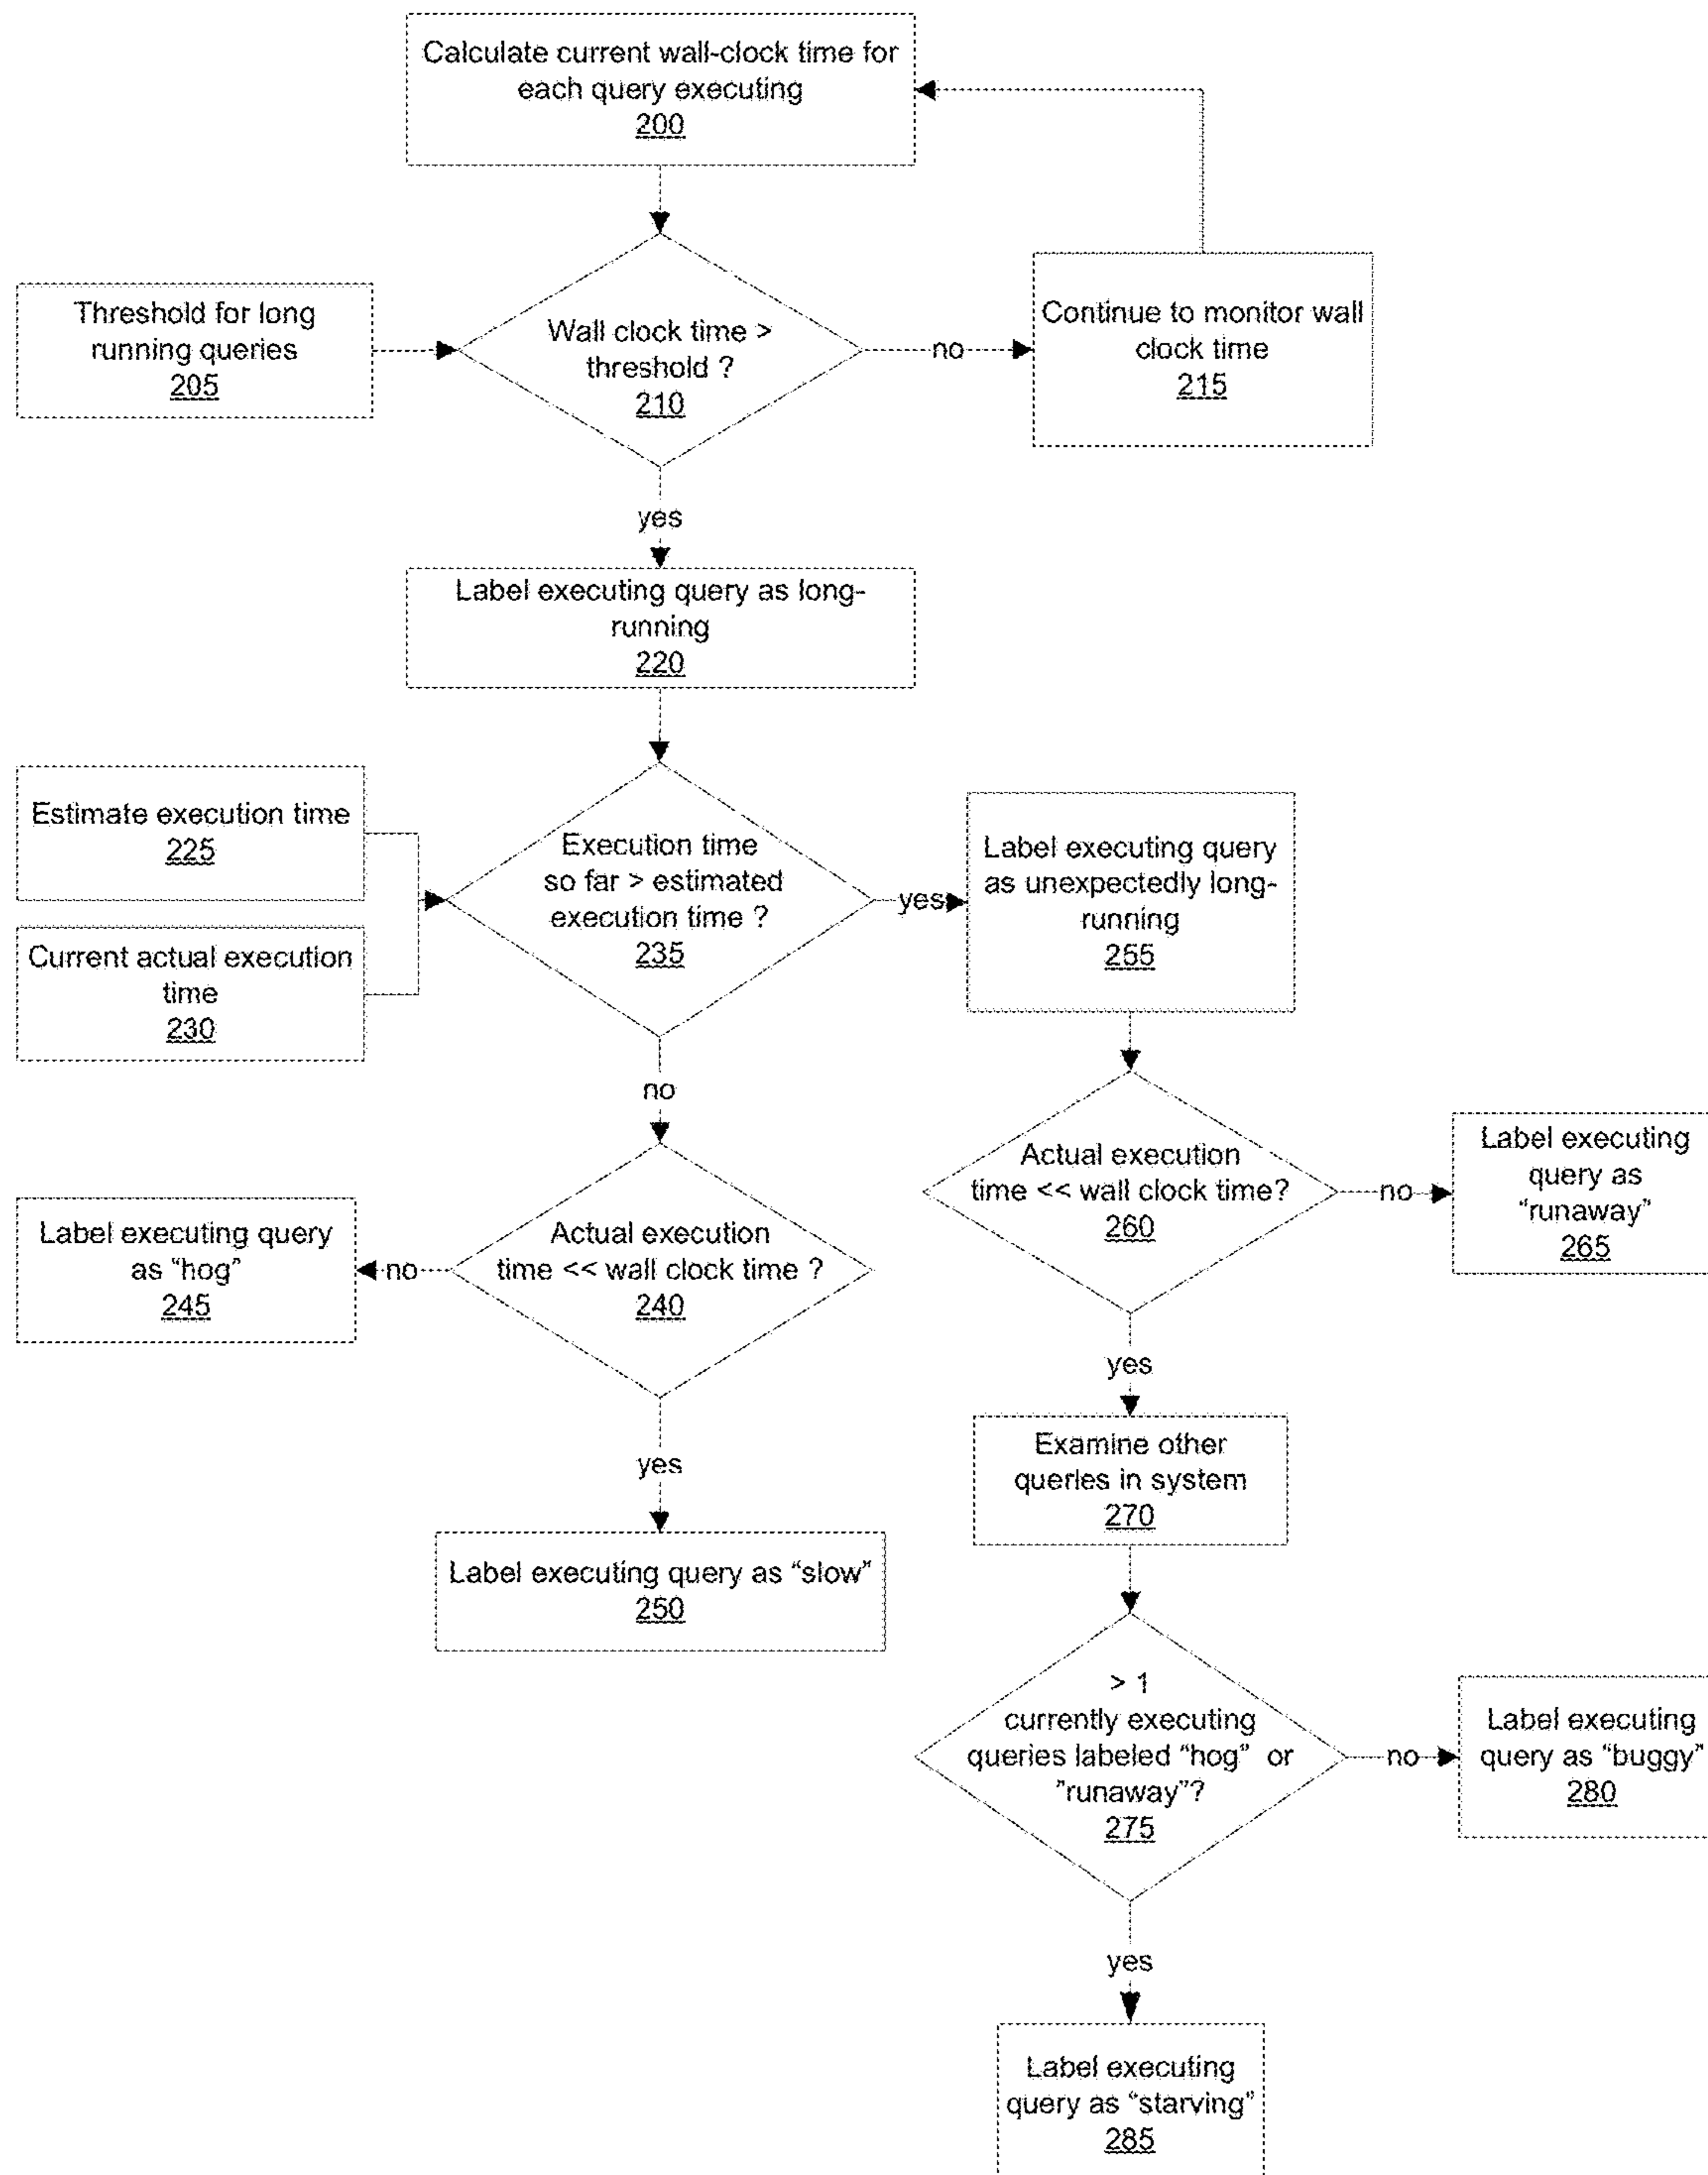 Calculate current wall-clock time for
each query executing
200
Threshold for long
running queries
205
Wall clock time >
threshold ?
210
no
Continue to monitor wall
clock time
215
yes
Label executing query as long-
running
220
Estimate execution time
225
Current actual execution
time
230
Execution time
so far > estimated
execution time ?
235
yes
Label executing query
as unexpectedly long-
running
255
no
Actual execution
time << wall clock time?
260
no
Label executing
query as
“runaway”
265
Label executing query
as “hog”
245
no
Actual execution
time << wall clock time ?
240
yes
Examine other
queries in system
270
yes
Label executing query as “slow”
250
> 1
currently executing
queries labeled “hog” or
”runaway”?
275
no
Label executing
query as “buggy”
280
yes
Label executing
query as “starving”
285